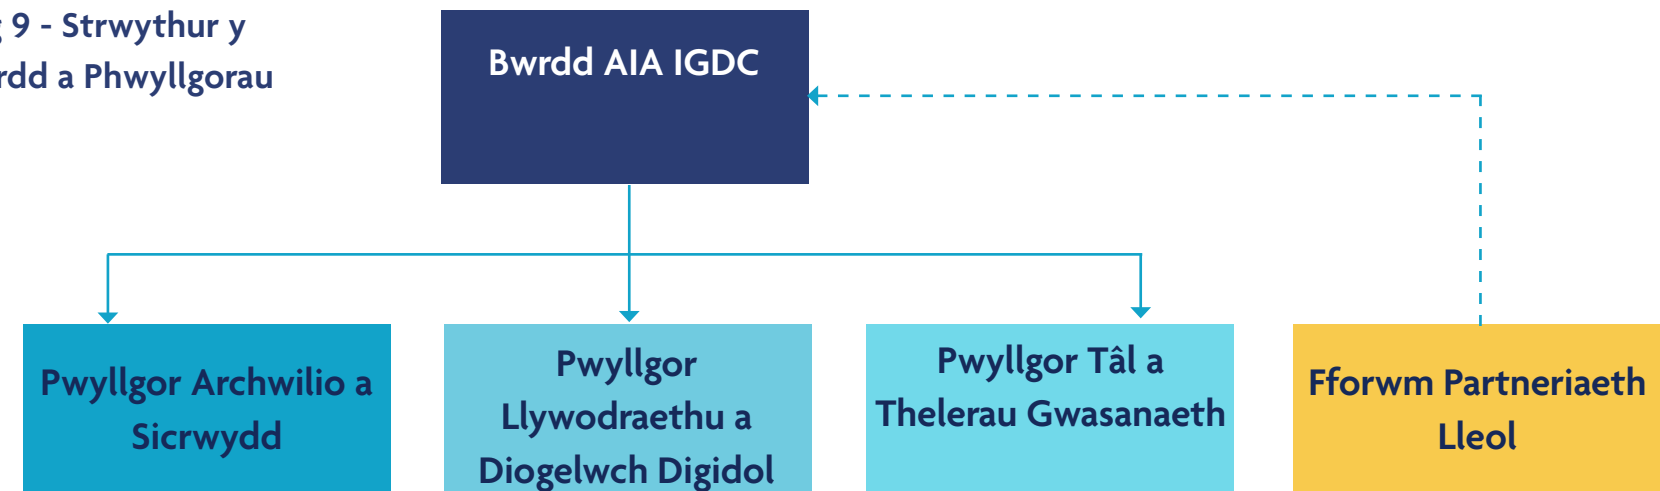 9 - Strwythur y
a Phwyllgorau
Bwrdd AIA IGDC
Pwyllgor Archwilio a
Sicrwydd
Pwyllgor
Llywodraethu a
Diogelwch Digidol
Pwyllgor Tâl a
Thelerau Gwasanaeth
Fforwm Partneriaeth
Lleol